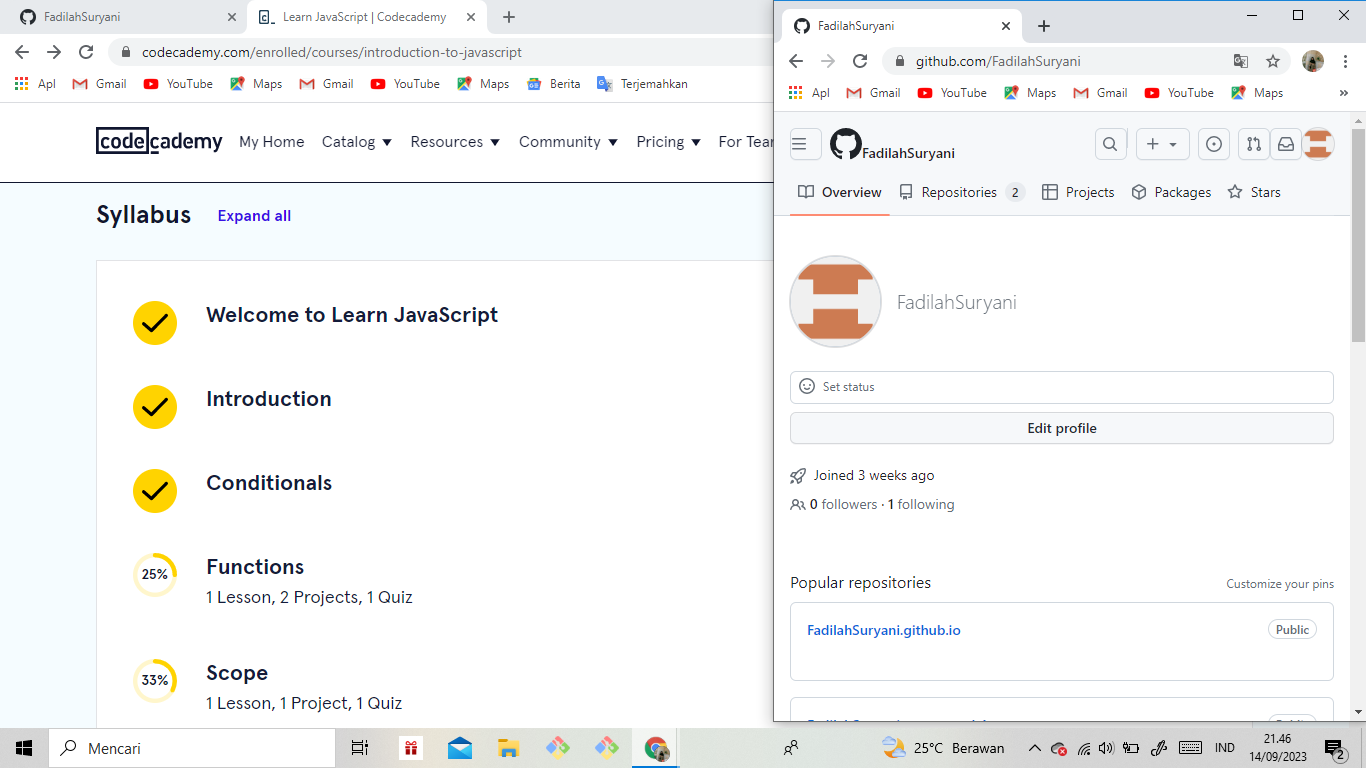 FadilahSuryani
Learn JavaScript | Codecademy
codecademy.com/enrolled/courses/introduction-to-javascript
Apl Gmail YouTube Maps Gmail YouTube Maps Berita Terjemahkan
codecademy My Home Catalog Resources Community Pricing For Tea
Syllabus Expand all
Welcome to Learn JavaScript
Introduction
Conditionals
25% Functions
1 Lesson, 2 Projects, 1 Quiz
33% Scope
1 Lesson, 1 Project, 1 Quiz
FadilahSuryani
github.com/FadilahSuryani
Apl Gmail YouTube Maps Gmail YouTube Maps »
FadilahSuryani
Overview Repositories 2 Projects Packages Stars
FadilahSuryani
Set status
Edit profile
Joined 3 weeks ago
0 followers · 1 following
Popular repositories Customize your pins
FadilahSuryani.github.io Public
Mencari
25°C Berawan
IND
21.46
14/09/2023
2